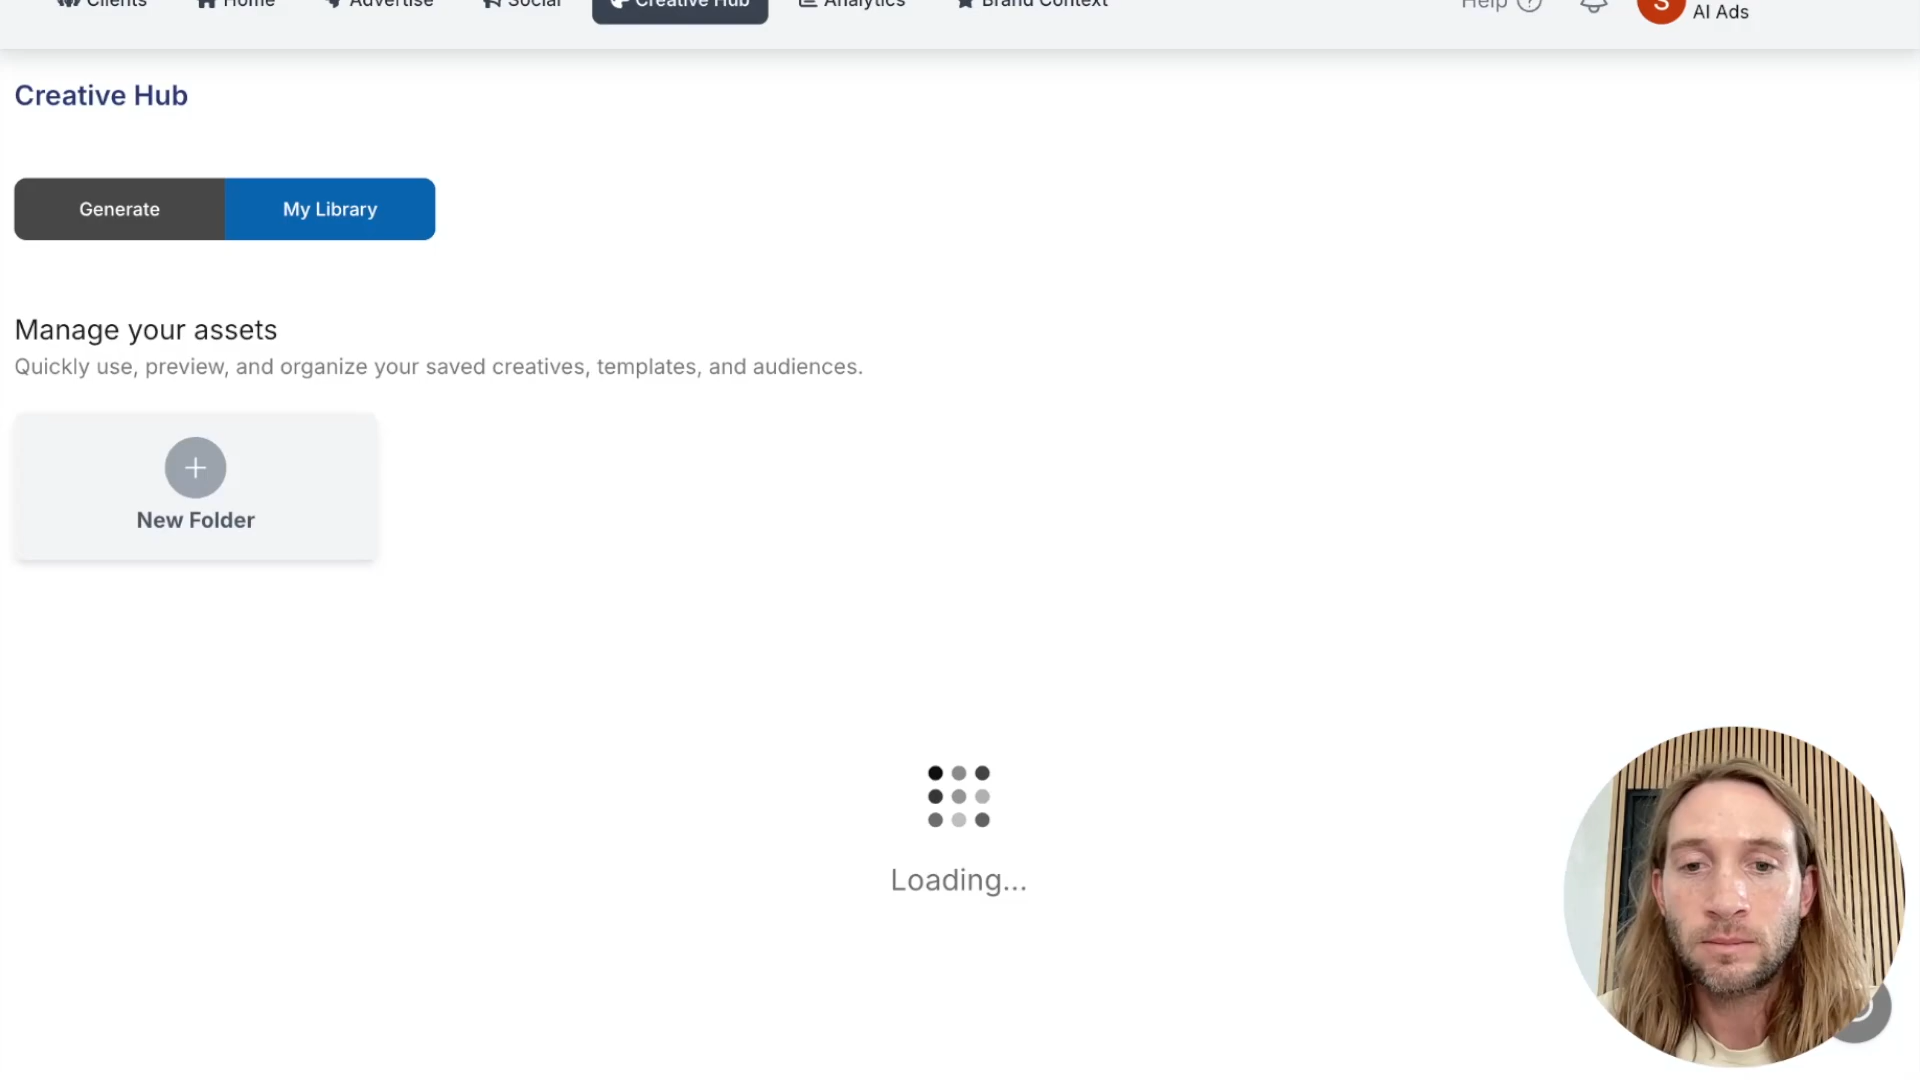 Clients Home Advertise Social Creative Hub Analytics Brand Context Help ? S AI Ads
Creative Hub
Generate My Library
Manage your assets
Quickly use, preview, and organize your saved creatives, templates, and audiences.
New Folder
Loading...